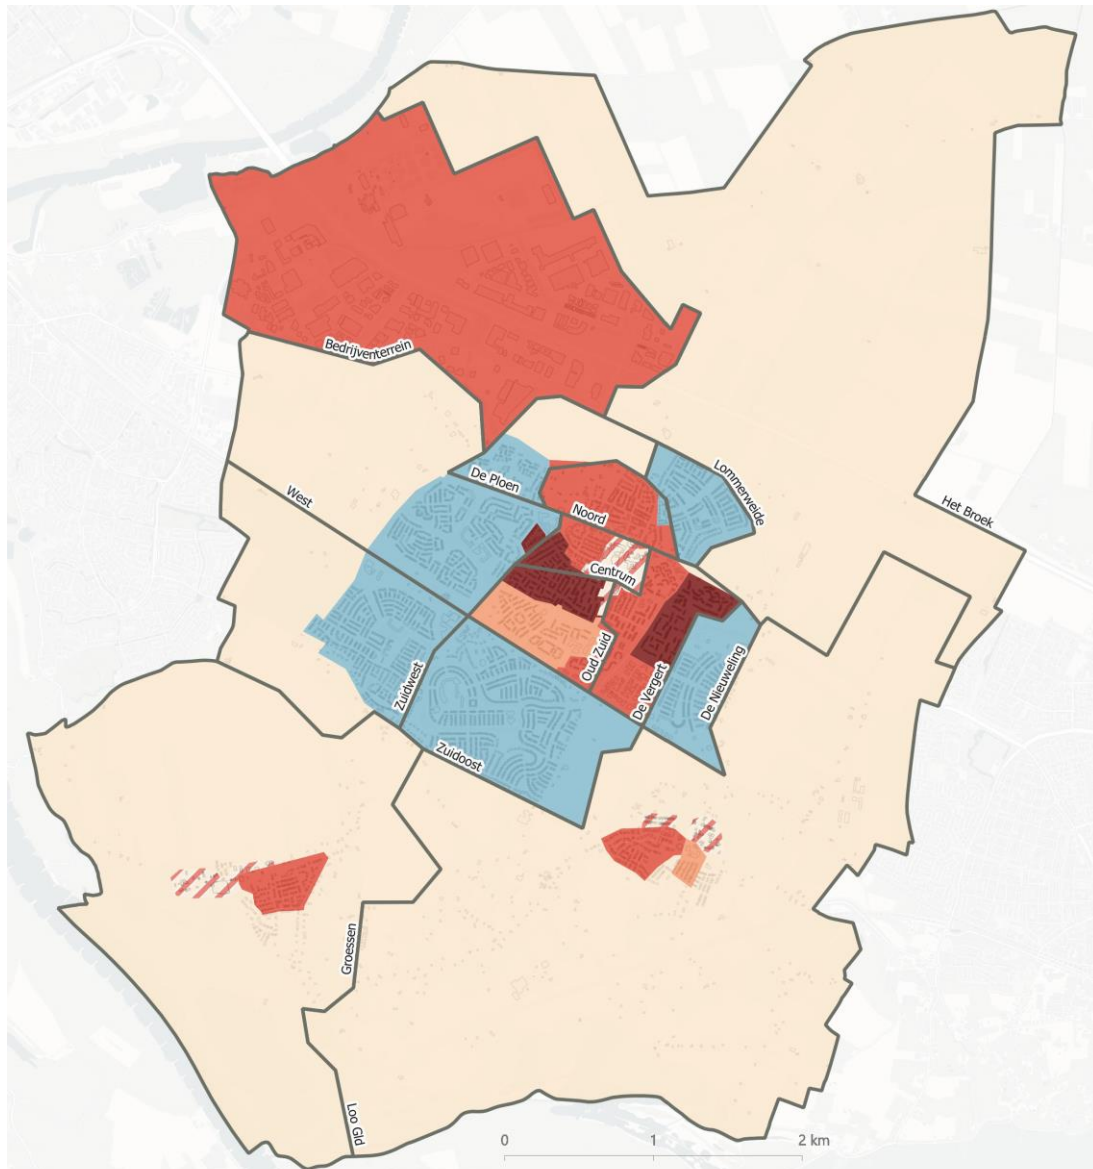 Bedrijventerrein
De Ploen
Lommerweide
West
Noord
Het Broek
Centrum
Oud Zuid
De Vergert
De Nieuweling
Zuidwest
Zuidoost
Groessen
Loo Gld
0 1 2 km